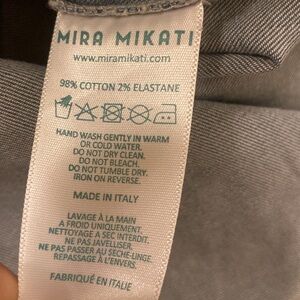 MIRA MIKATI
www.miramikati.com
98% COTTON 2% ELASTANE
HAND WASH GENTLY IN WARM
OR COLD WATER.
DO NOT DRY CLEAN.
DO NOT BLEACH.
DO NOT TUMBLE DRY.
IRON ON REVERSE.
MADE IN ITALY
LAVAGE À LA MAIN
A FROID UNIQUEMENT.
NETTOYAGE A SEC INTERDIT.
NE PAS JAVELLISER.
NE PAS PASSER AU SECHE-LINGE.
REPASSAGE À L'ENVERS.
FABRIQUÉ EN ITALIE